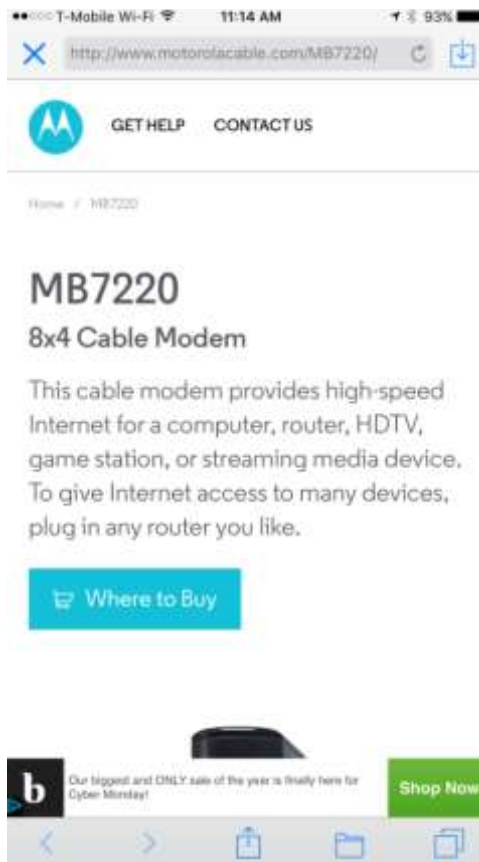 T-Mobile Wi-Fi 11:14 AM 93%
http://www.motorolacable.com/MB7220/
GET HELP CONTACT US
Home / MB7220
MB7220
8x4 Cable Modem
This cable modem provides high-speed
Internet for a computer, router, HDTV,
game station, or streaming media device.
To give Internet access to many devices,
plug in any router you like.
Where to Buy
b
Our biggest and ONLY sale of the year is finally here for
Cyber Monday!
Shop Now